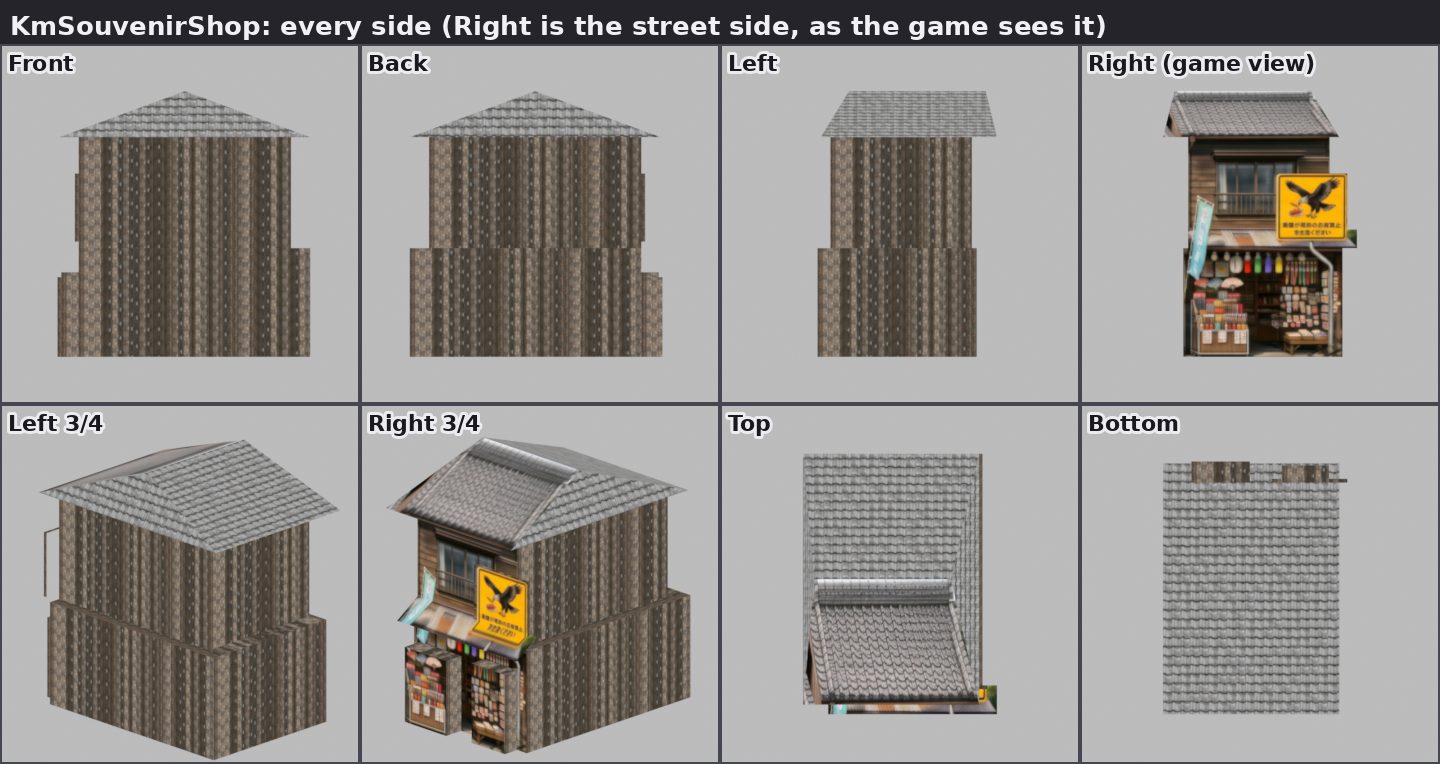 KmSouvenirShop: every side (Right is the street side, as the game sees it)
Front
Back
Left
Right (game view)
Left 3/4
Right 3/4
Top
Bottom